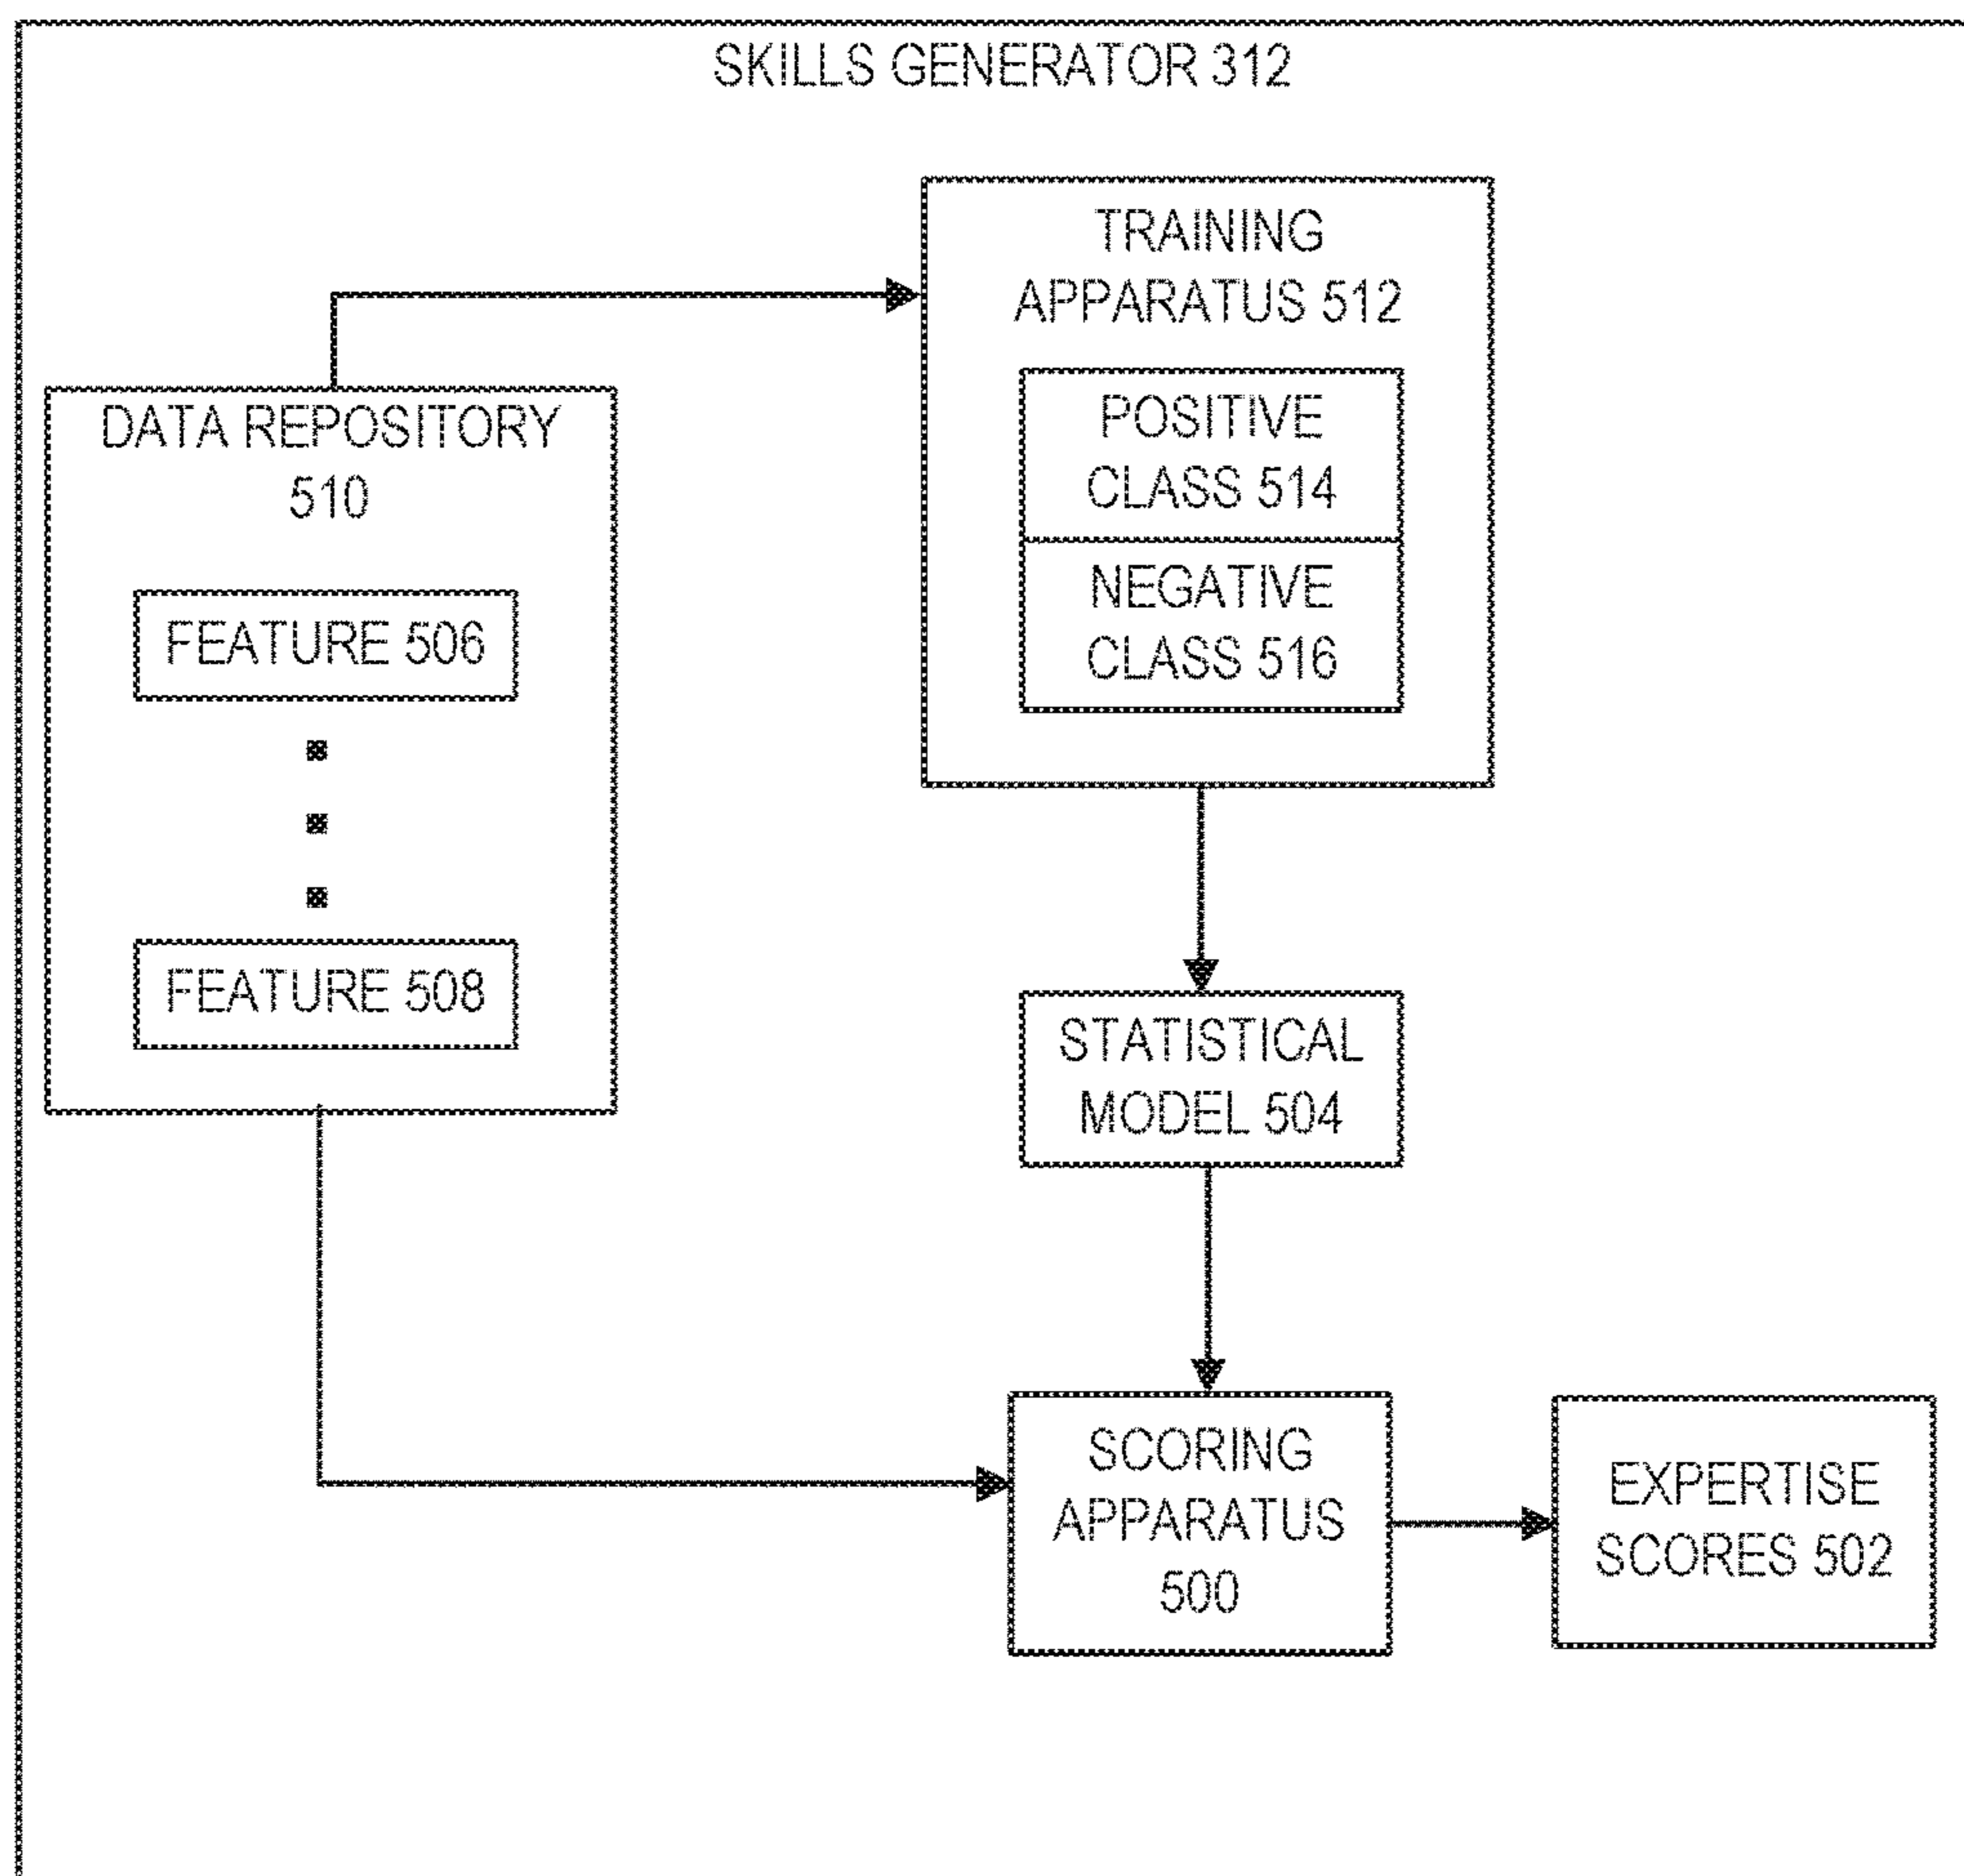 SKILLS GENERATOR 312
TRAINING
APPARATUS 512
POSITIVE
CLASS 514
NEGATIVE
CLASS 516
DATA REPOSITORY
510
FEATURE 506
FEATURE 508
STATISTICAL
MODEL 504
SCORING
APPARATUS
500
EXPERTISE
SCORES 502